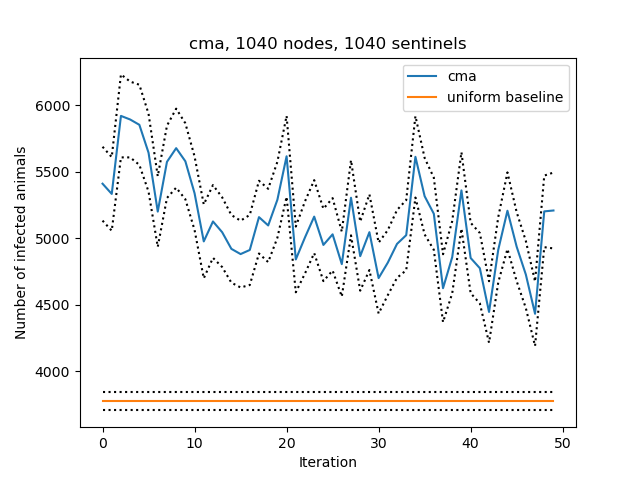 cma, 1040 nodes, 1040 sentinels
cma
uniform baseline
Number of infected animals
6000
5500
5000
4500
4000
0
10
20
30
40
50
Iteration